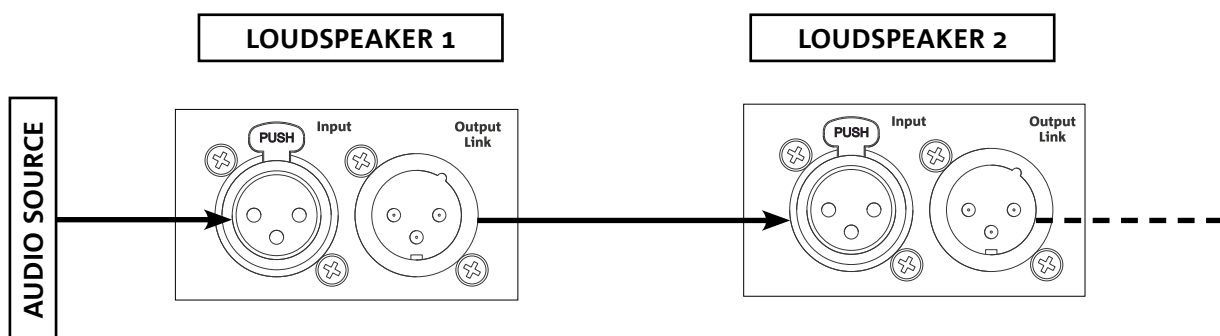 LOUDSPEAKER 1
LOUDSPEAKER 2
AUDIO SOURCE
PUSH
Input
Output
Link
PUSH
Input
Output
Link